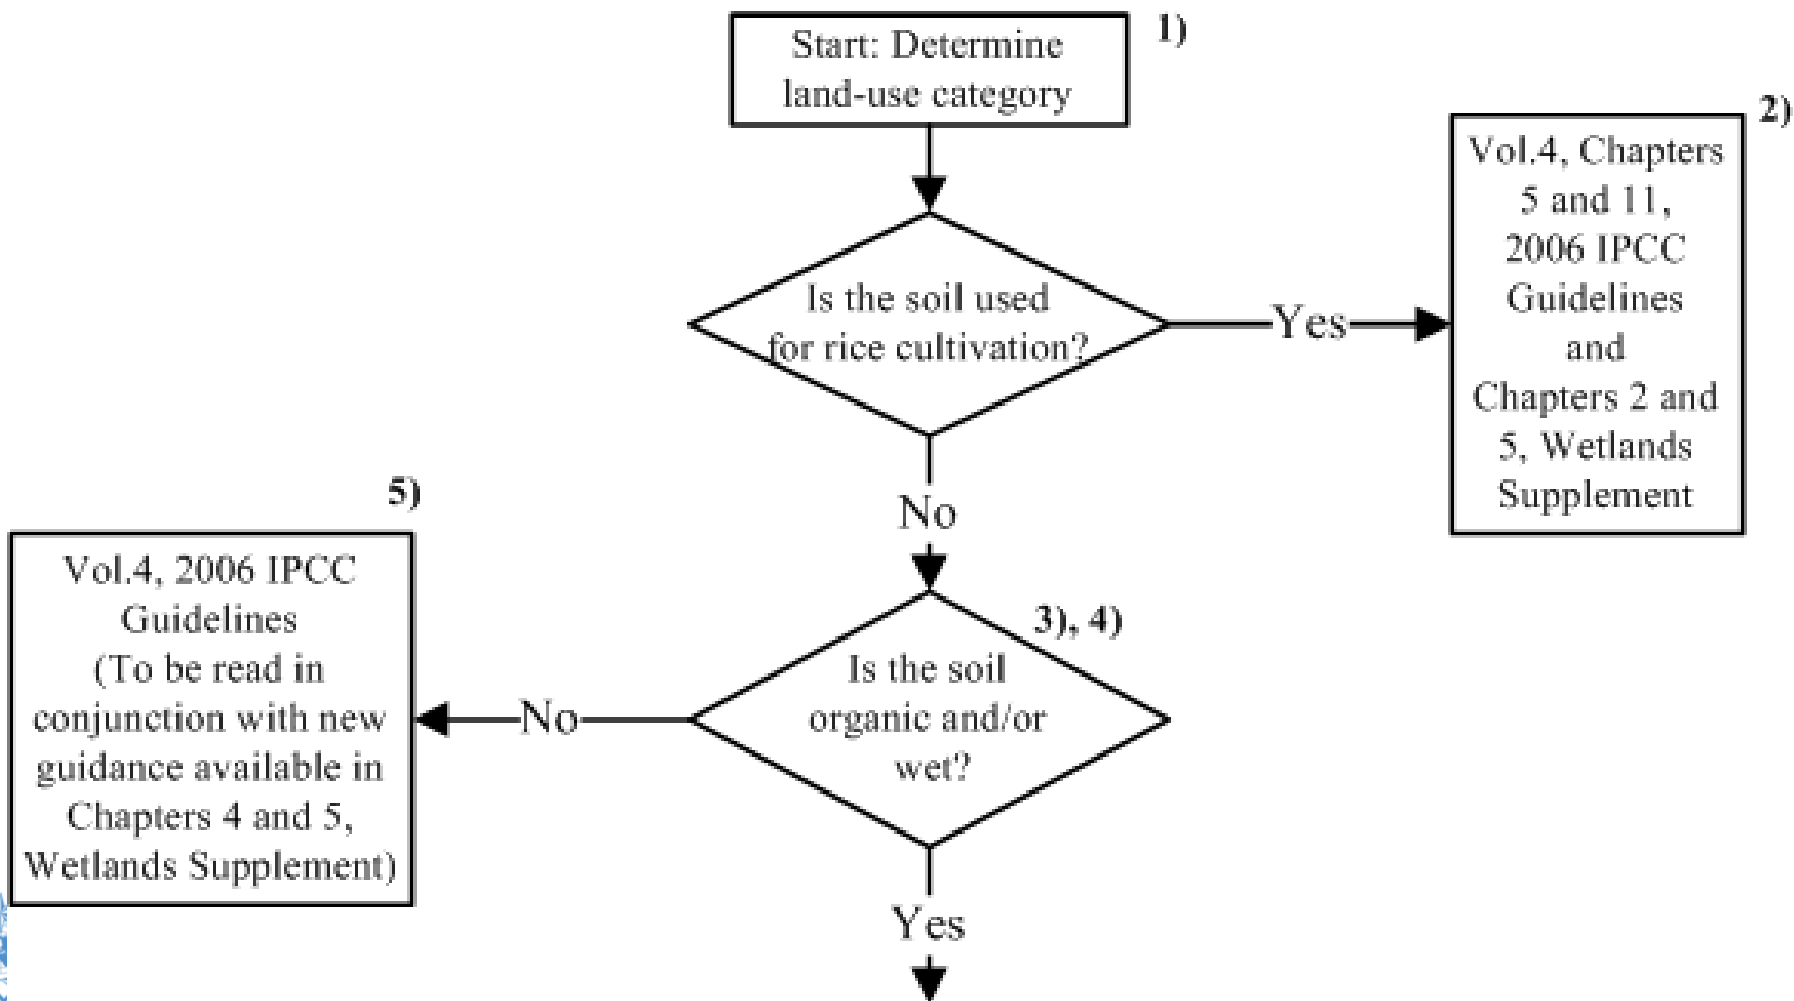 Start: Determine
land-use category
1)
2)
Vol.4, Chapters
5 and 11,
2006 IPCC
Guidelines
and
Chapters 2 and
5, Wetlands
Supplement
Is the soil used
for rice cultivation?
Yes
No
3), 4)
Is the soil
organic and/or
wet?
No
5)
Vol.4, 2006 IPCC
Guidelines
(To be read in
conjunction with new
guidance available in
Chapters 4 and 5,
Wetlands Supplement)
Yes